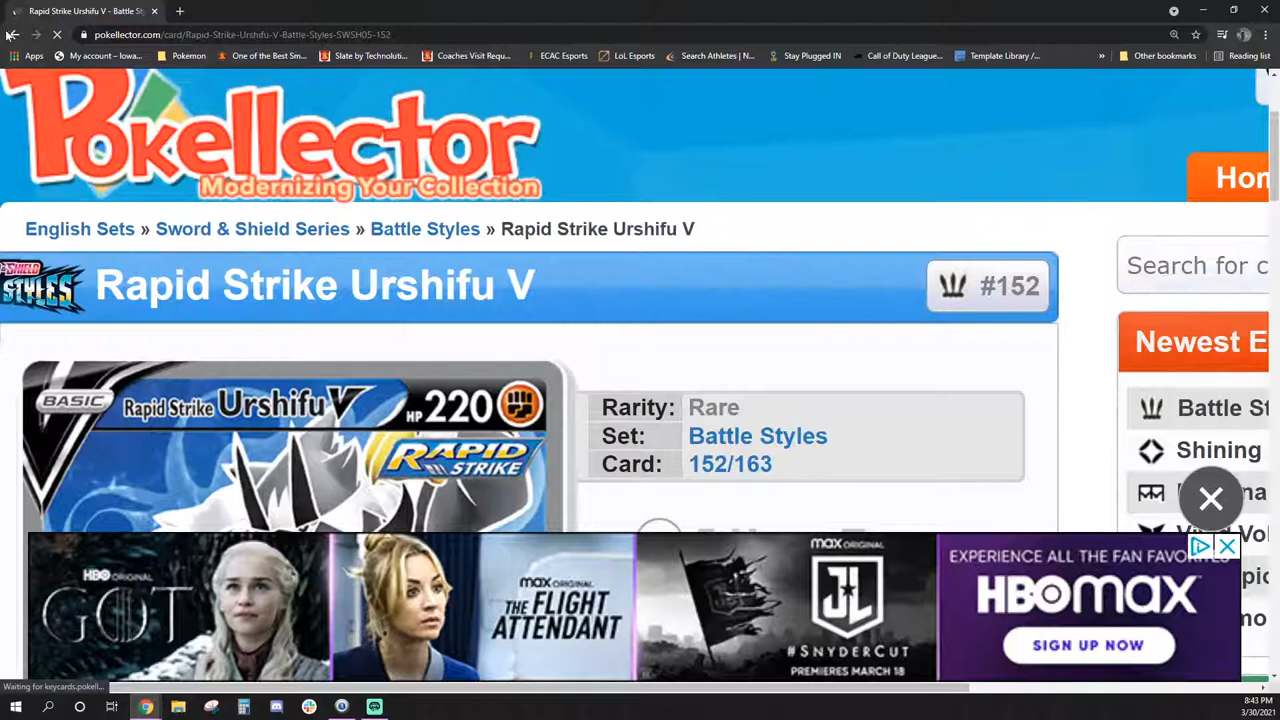 Rapid Strike Urshifu V - Battle St
pokellector.com/card/Rapid-Strike-Urshifu-V-Battle-Styles-SWSH05-152
Apps
My account – Iowa...
Pokemon
One of the Best Sm...
Slate by Technoluti...
Coaches Visit Requ...
ECAC Esports
LoL Esports
Search Athletes | N...
Stay Plugged IN
Call of Duty Leagu...
Template Library /...
»
Other bookmarks
Reading list
Pokellector
Modernizing Your Collection
Hon
English Sets » Sword & Shield Series » Battle Styles » Rapid Strike Urshifu V
SHIELD
STYLES
Rapid Strike Urshifu V
#152
Search for c
Newest E
BASIC
Rapid Strike Urshifu V
HP 220
RAPID
STRIKE
Rarity: Rare
Set: Battle Styles
Card: 152/163
Battle St
Shining
HBO ORIGINAL
GOT
max ORIGINAL
THE FLIGHT
ATTENDANT
max ORIGINAL
JL
#SNYDERCUT
PREMIERES MARCH 18
EXPERIENCE ALL THE FAN FAVORITES
HBOMAX
SIGN UP NOW
Waiting for keycards.pokell...
8:43 PM
3/30/2021